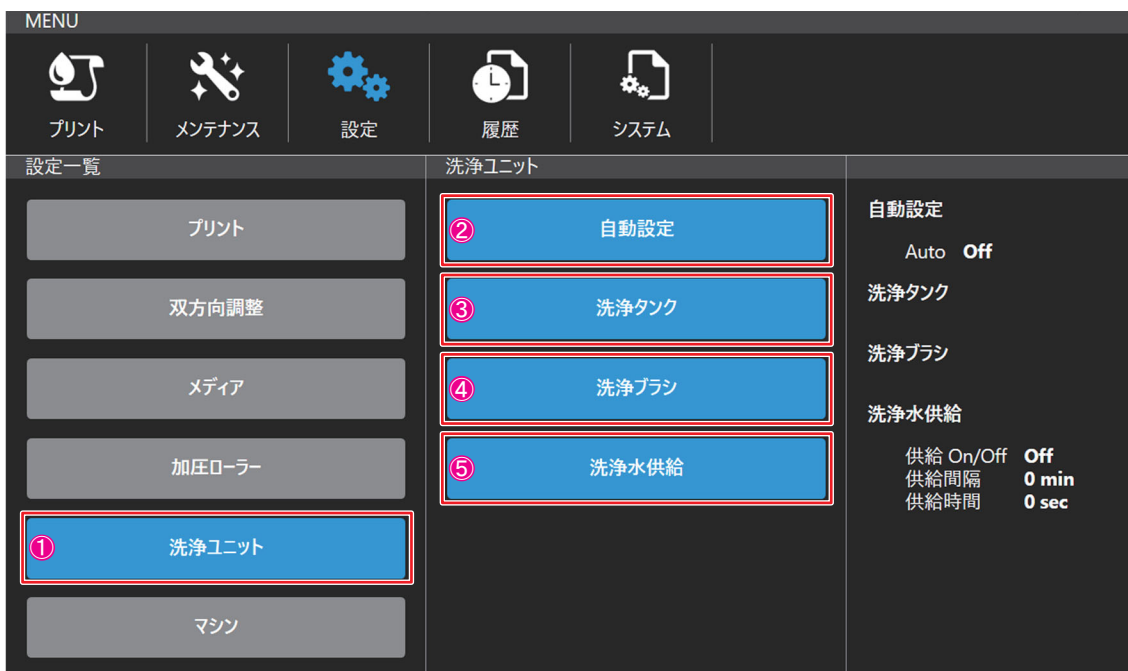 MENU
プリント
メンテナンス
設定
履歴
システム
設定一覧
プリント
双方向調整
メディア
加圧ローラー
① 洗浄ユニット
マシン
洗浄ユニット
② 自動設定
③ 洗浄タンク
④ 洗浄ブラシ
⑤ 洗浄水供給
自動設定
Auto Off
洗浄タンク
洗浄ブラシ
洗浄水供給
供給 On/Off Off
供給間隔 0 min
供給時間 0 sec